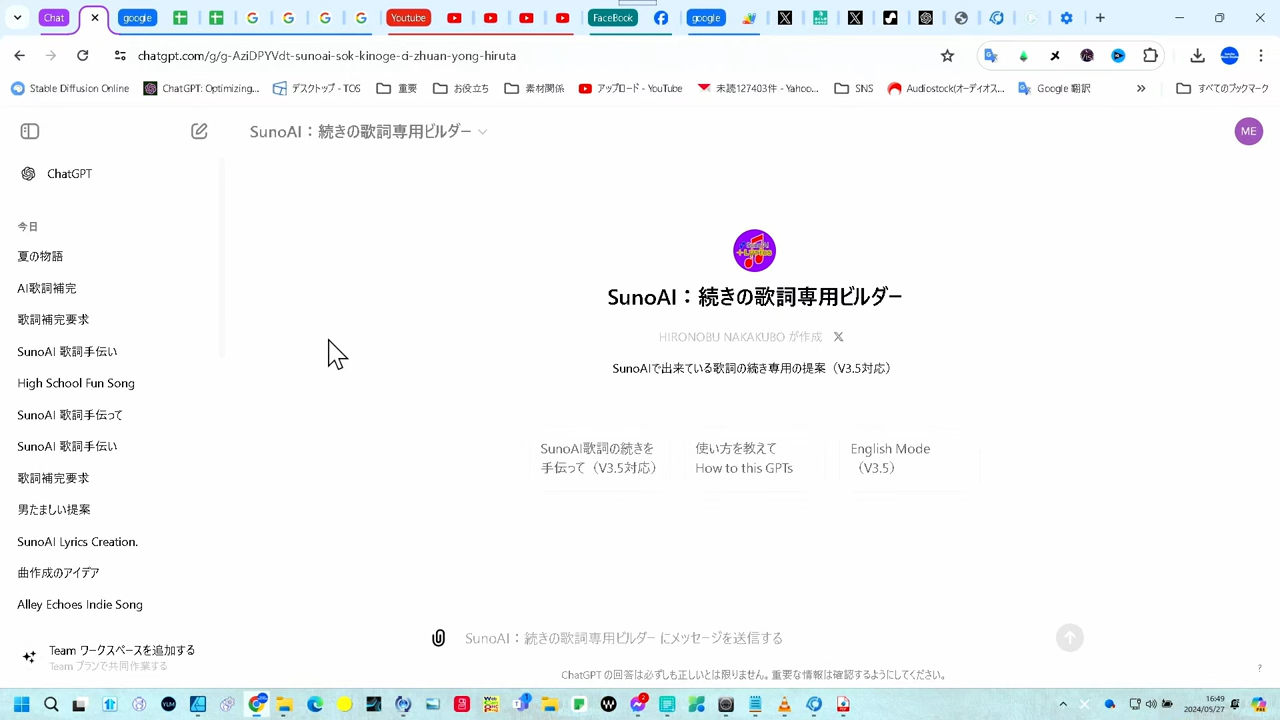 Chat
google
Youtube
FaceBook
google
chatgpt.com/g/g-AziDPYVdt-sunoai-sok-kinoge-ci-zhuan-yong-hiruta
Stable Diffusion Online
ChatGPT: Optimizing...
デスクトップ - TOS
重要
お役立ち
素材関係
アップロード - YouTube
未読127403件 - Yahoo...
SNS
Audiostock(オーディオス...
Google 翻訳
»
すべてのブックマーク
SunoAI：続きの歌詞専用ビルダー
ME
ChatGPT
今日
夏の物語
AI歌詞補完
歌詞補完要求
SunoAI 歌詞手伝い
High School Fun Song
SunoAI 歌詞手伝って
SunoAI 歌詞手伝い
歌詞補完要求
男たましい提案
SunoAI Lyrics Creation.
曲作成のアイデア
Alley Echoes Indie Song
Team ワークスペースを追加する
Team プランで共同作業する
+Lyrics
SunoAI：続きの歌詞専用ビルダー
HIRONOBU NAKAKUBO が作成
SunoAIで出来ている歌詞の続き専用の提案（V3.5対応）
SunoAI歌詞の続きを
手伝って（V3.5対応）
使い方を教えて
How to this GPTs
English Mode
（V3.5）
SunoAI：続きの歌詞専用ビルダー にメッセージを送信する
ChatGPT の回答は必ずしも正しいとは限りません。重要な情報は確認するようにしてください。
?
16:49
2024/05/27